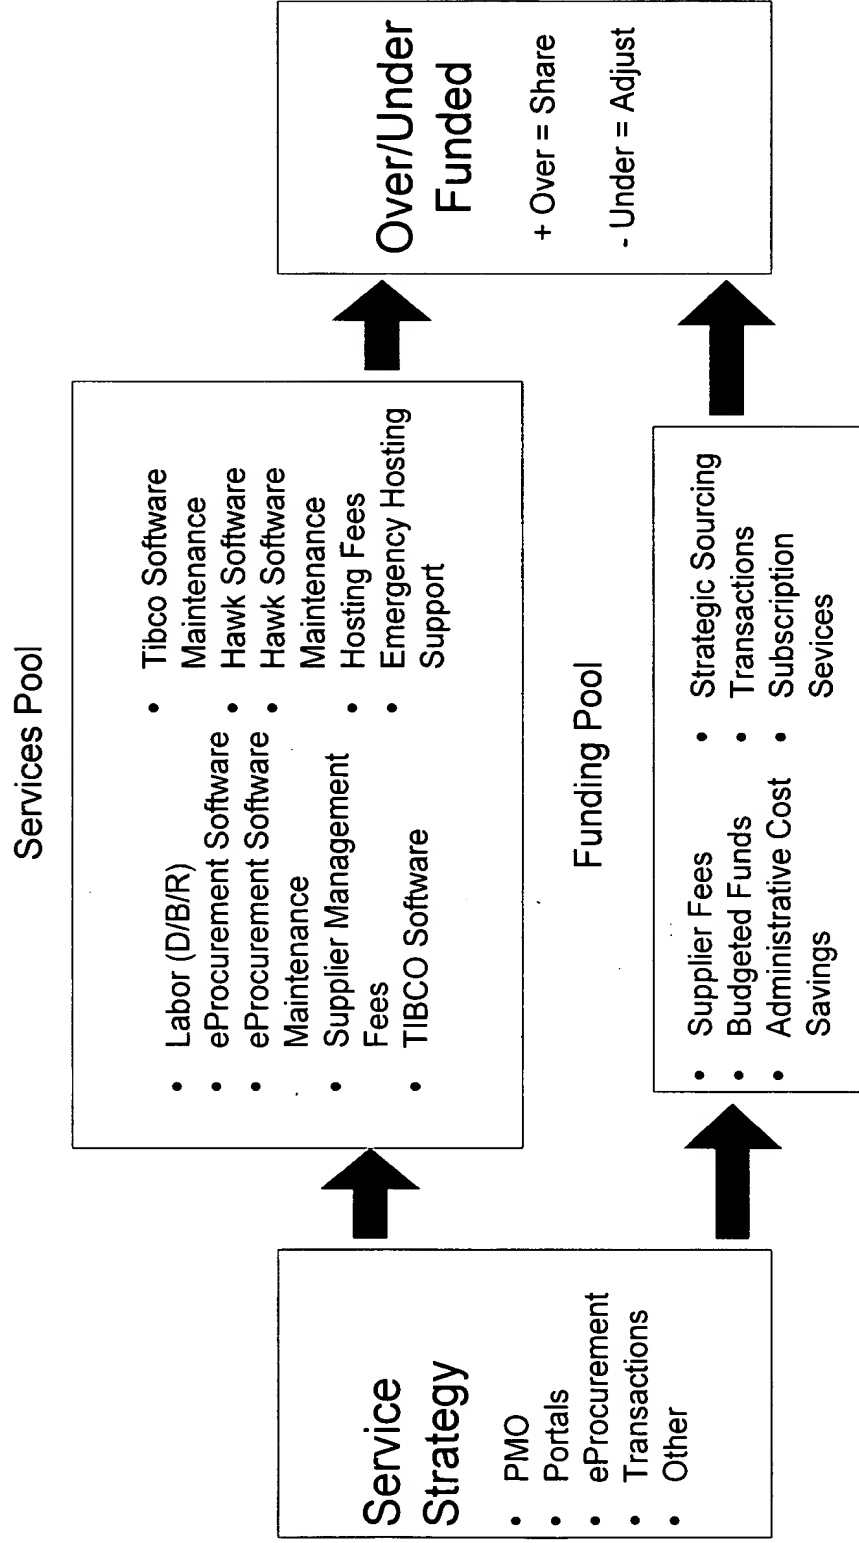 Services Pool
Service
Strategy
• PMO
• Portals
• eProcurement
• Transactions
• Other
• Labor (D/B/R)
• eProcurement Software
• eProcurement Software
Maintenance
• Supplier Management
Fees
• TIBCO Software
• Tibco Software
Maintenance
• Hawk Software
• Hawk Software
Maintenance
• Hosting Fees
• Emergency Hosting
Support
Funding Pool
• Supplier Fees
• Budgeted Funds
• Administrative Cost
Savings
• Strategic Sourcing
• Transactions
• Subscription
Sevices
Over/Under
Funded
+ Over = Share
- Under = Adjust